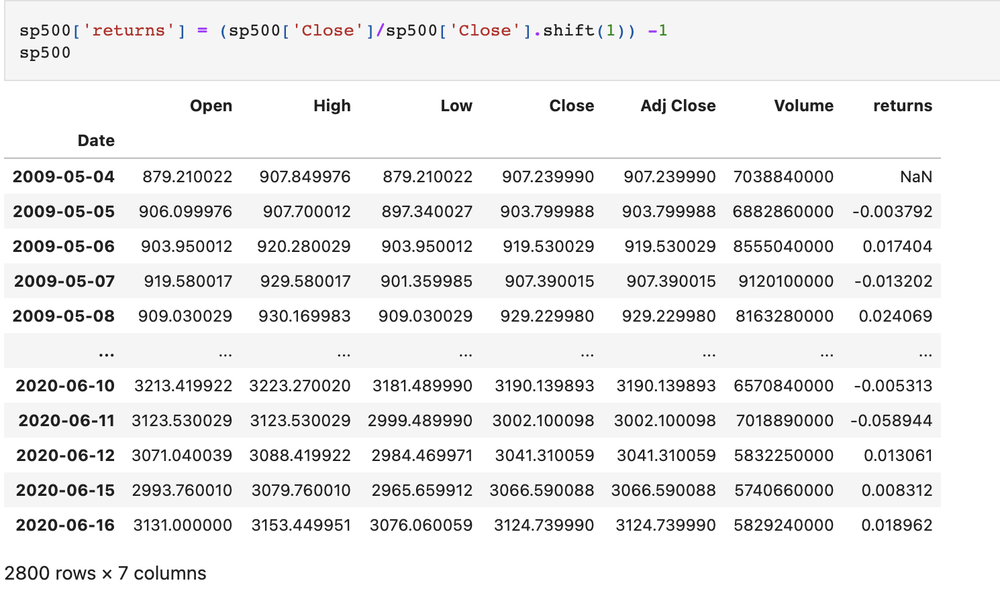 sp500['returns'] = (sp500['Close']/sp500['Close'].shift(1)) -1
sp500
Open High Low Close Adj Close Volume returns
Date
2009-05-04 879.210022 907.849976 879.210022 907.239990 907.239990 7038840000 NaN
2009-05-05 906.099976 907.700012 897.340027 903.799988 903.799988 6882860000 -0.003792
2009-05-06 903.950012 920.280029 903.950012 919.530029 919.530029 8555040000 0.017404
2009-05-07 919.580017 929.580017 901.359985 907.390015 907.390015 9120100000 -0.013202
2009-05-08 909.030029 930.169983 909.030029 929.229980 929.229980 8163280000 0.024069
... ... ... ... ... ... ... ...
2020-06-10 3213.419922 3223.270020 3181.489990 3190.139893 3190.139893 6570840000 -0.005313
2020-06-11 3123.530029 3123.530029 2999.489990 3002.100098 3002.100098 7018890000 -0.058944
2020-06-12 3071.040039 3088.419922 2984.469971 3041.310059 3041.310059 5832250000 0.013061
2020-06-15 2993.760010 3079.760010 2965.659912 3066.590088 3066.590088 5740660000 0.008312
2020-06-16 3131.000000 3153.449951 3076.060059 3124.739990 3124.739990 5829240000 0.018962
2800 rows × 7 columns